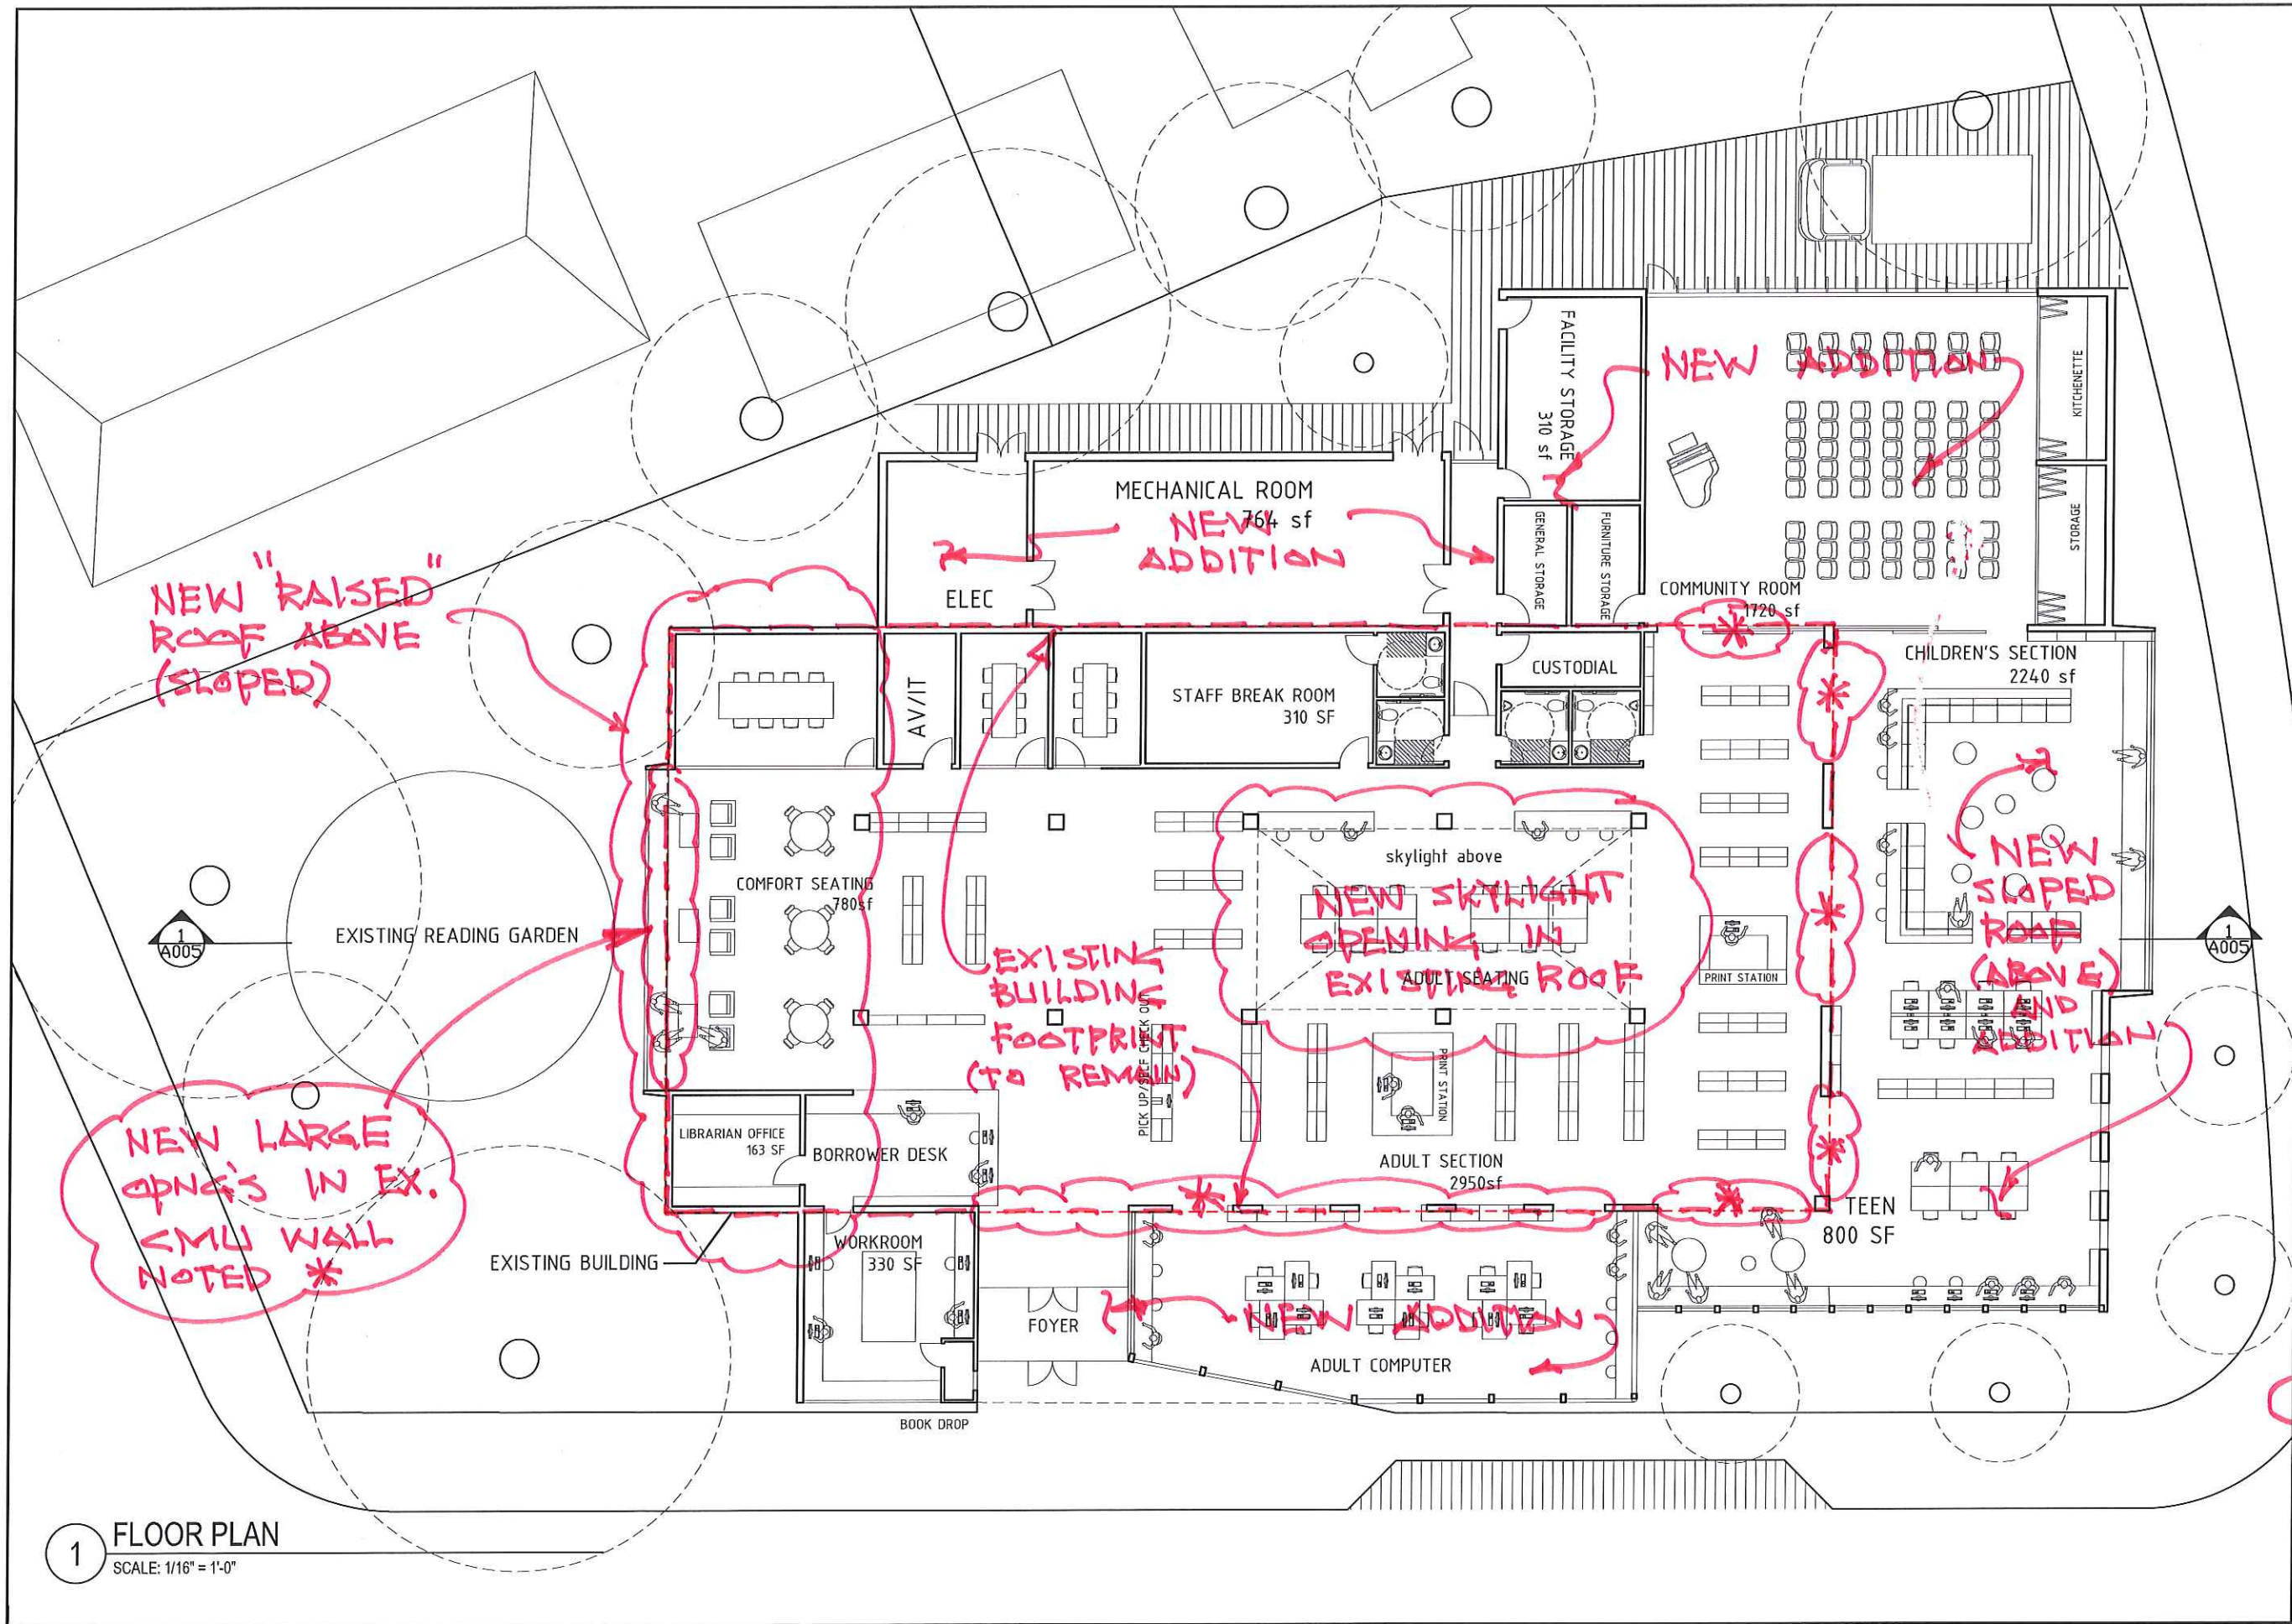 FACILITY STORAGE
310 sf
NEW ADDITION
KITCHENETTE
MECHANICAL ROOM
764 sf
NEW
ADDITION
GENERAL STORAGE
FURNITURE STORAGE
STORAGE
ELEC
COMMUNITY ROOM
1720 sf
*
NEW "RAISED"
ROOF ABOVE
(SLOPED)
AV/IT
STAFF BREAK ROOM
310 SF
CUSTODIAL
CHILDREN'S SECTION
2240 sf
*
skylight above
COMFORT SEATING
780sf
NEW SKYLIGHT
OPENING IN
EXISTING ROOF
ADULT SEATING
*
NEW
SLOPED
ROOF
(ABOVE)
AND
ADDITION
1
A005
EXISTING READING GARDEN
PRINT STATION
1
A005
EXISTING
BUILDING
FOOTPRINT
(TO REMAIN)
PICK UP/SELF CHECK OUT
PRINT STATION
NEW LARGE
OPNG'S IN EX.
CMU WALL
NOTED *
LIBRARIAN OFFICE
163 SF
BORROWER DESK
ADULT SECTION
2950sf
*
*
*
TEEN
800 SF
EXISTING BUILDING
WORKROOM
330 SF
FOYER
NEW ADDITION
ADULT COMPUTER
BOOK DROP
1
FLOOR PLAN
SCALE: 1/16" = 1'-0"